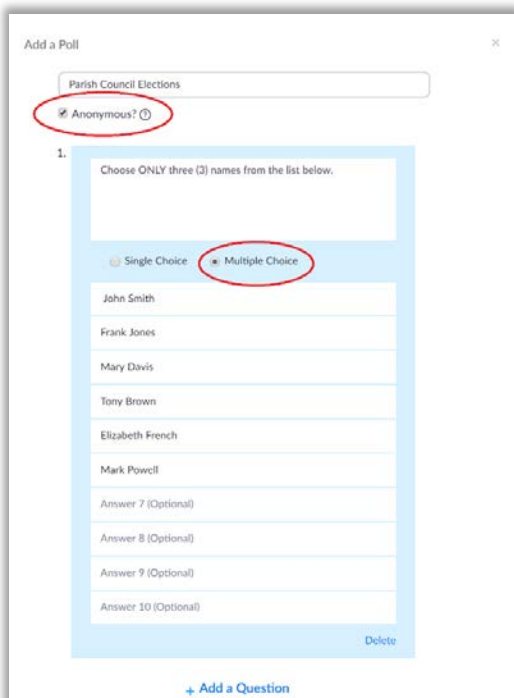 Add a Poll ×
Parish Council Elections
Anonymous? ?
1.
Choose ONLY three (3) names from the list below.
Single Choice Multiple Choice
John Smith
Frank Jones
Mary Davis
Tony Brown
Elizabeth French
Mark Powell
Answer 7 (Optional)
Answer 8 (Optional)
Answer 9 (Optional)
Answer 10 (Optional)
Delete
+ Add a Question